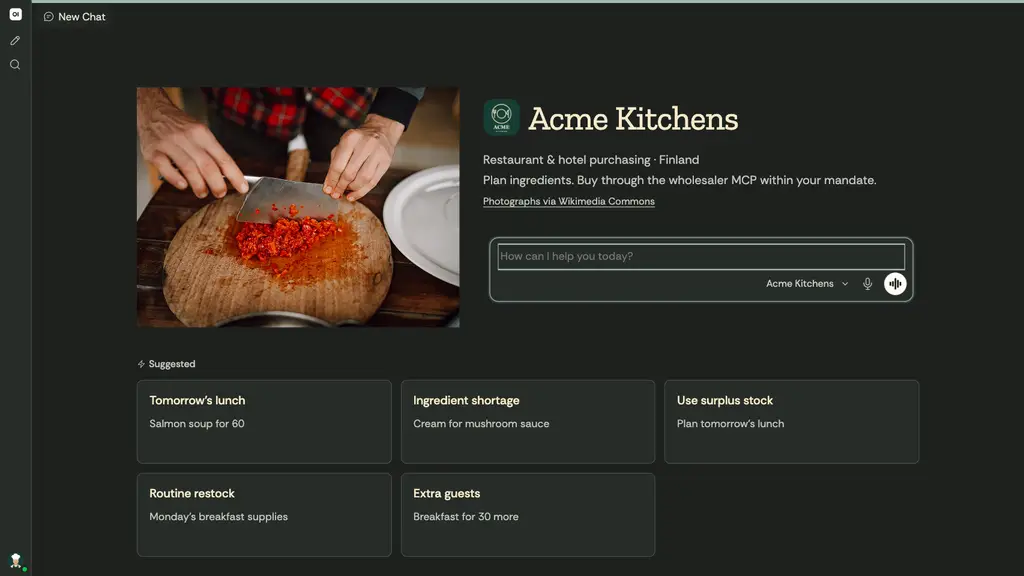 OI
New Chat
ACME
Acme Kitchens
Restaurant & hotel purchasing · Finland
Plan ingredients. Buy through the wholesaler MCP within your mandate.
Photographs via Wikimedia Commons
How can I help you today?
Acme Kitchens
Suggested
Tomorrow's lunch
Salmon soup for 60
Ingredient shortage
Cream for mushroom sauce
Use surplus stock
Plan tomorrow's lunch
Routine restock
Monday's breakfast supplies
Extra guests
Breakfast for 30 more